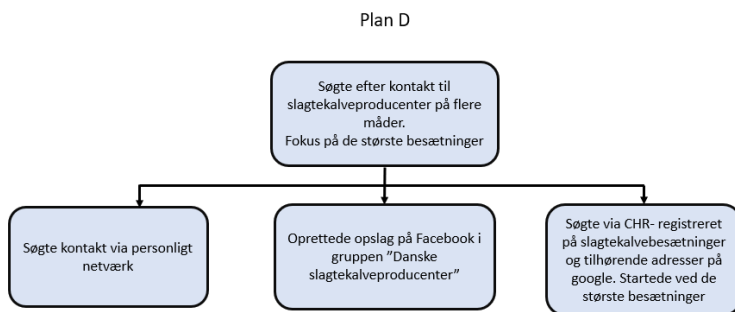 Plan D
Søgte efter kontakt til
slagtekalveproducenter på flere
måder.
Fokus på de største besætninger
Søgte kontakt via personligt
netværk
Oprettede opslag på Facebook i
gruppen ”Danske
slagtekalveproducenter”
Søgte via CHR- registreret
på slagtekalvebesætninger
og tilhørende adresser på
google. Startede ved de
største besætninger